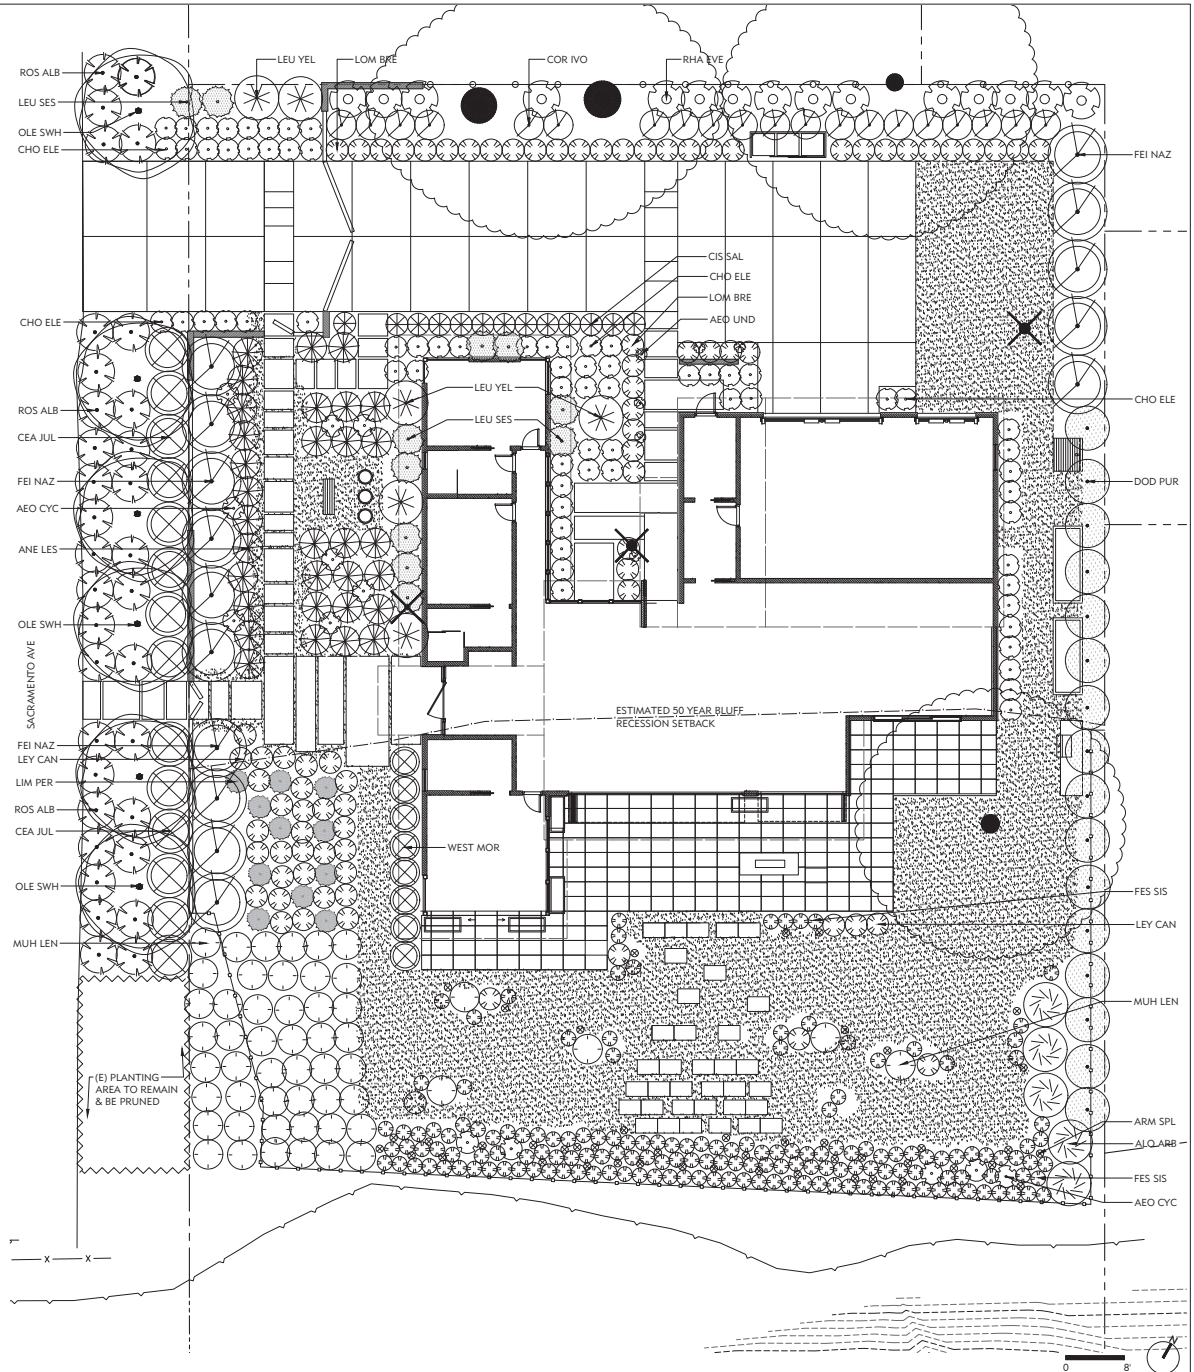 LEU YEL
LOM BRE
COR IVO
RHA EVE
ROS ALB
LEU SES
OLE SWH
CHO ELE
FEI NAZ
CIS SAL
CHO ELE
LOM BRE
AEO UND
CHO ELE
LEU YEL
LEU SES
ROS ALB
CEA JUL
FEI NAZ
AEO CYC
ANE LES
OLE SWH
CHO ELE
DOD PUR
SACRAMENTO AVE
ESTIMATED 50 YEAR BLUFF
RECESSION SETBACK
FEI NAZ
LEY CAN
LIM PER
ROS ALB
CEA JUL
OLE SWH
MUH LEN
WEST MOR
FES SIS
LEY CAN
MUH LEN
(E) PLANTING
AREA TO REMAIN
& BE PRUNED
ARM SPL
ALO ARB
FES SIS
AEO CYC
X X
N
0 8'